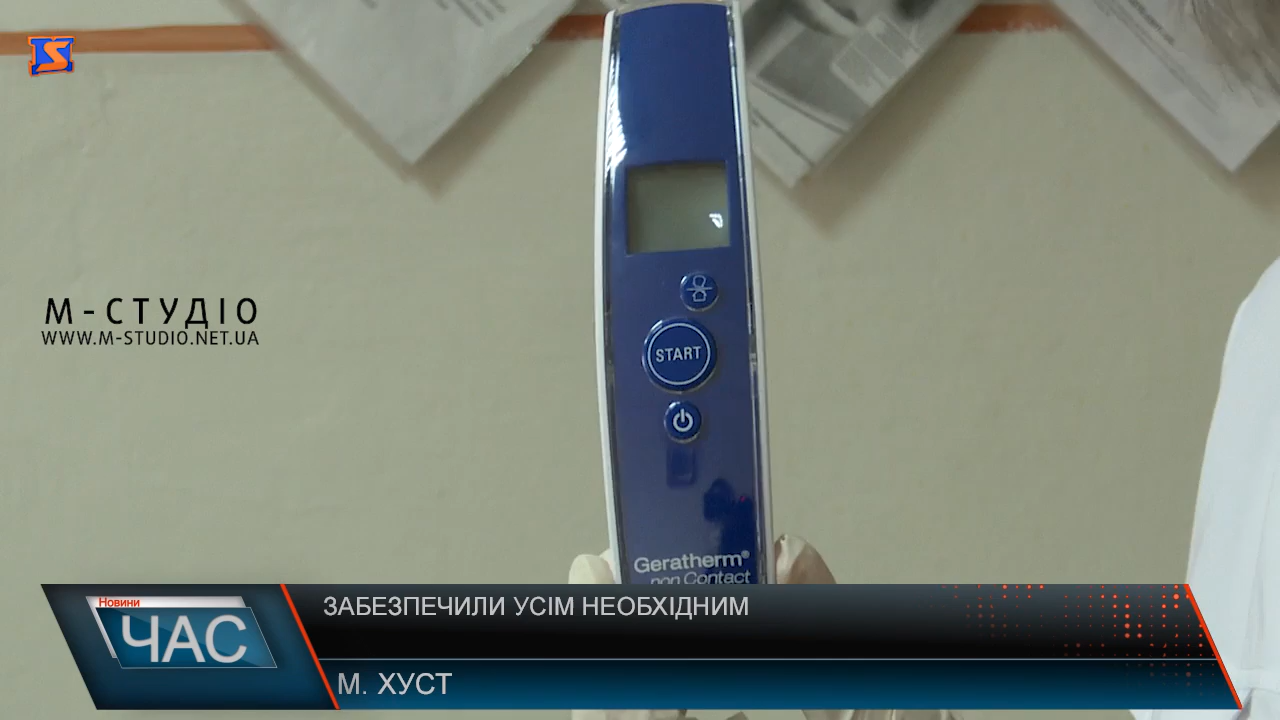 М-СТУДІО
WWW.M-STUDIO.NET.UA
START
Geratherm®
non Contact
Новини
ЧАС
ЗАБЕЗПЕЧИЛИ УСІМ НЕОБХІДНИМ
М. ХУСТ